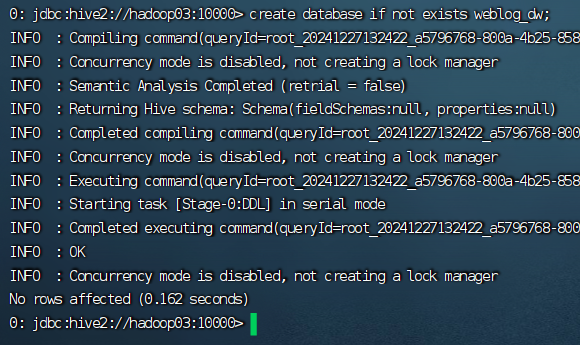 0: jdbc:hive2://hadoop03:10000> create database if not exists weblog_dw;
INFO  : Compiling command(queryId=root_20241227132422_a5796768-800a-4b25-858
INFO  : Concurrency mode is disabled, not creating a lock manager
INFO  : Semantic Analysis Completed (retrial = false)
INFO  : Returning Hive schema: Schema(fieldSchemas:null, properties:null)
INFO  : Completed compiling command(queryId=root_20241227132422_a5796768-800
INFO  : Concurrency mode is disabled, not creating a lock manager
INFO  : Executing command(queryId=root_20241227132422_a5796768-800a-4b25-858
INFO  : Starting task [Stage-0:DDL] in serial mode
INFO  : Completed executing command(queryId=root_20241227132422_a5796768-800
INFO  : OK
INFO  : Concurrency mode is disabled, not creating a lock manager
No rows affected (0.162 seconds)
0: jdbc:hive2://hadoop03:10000>